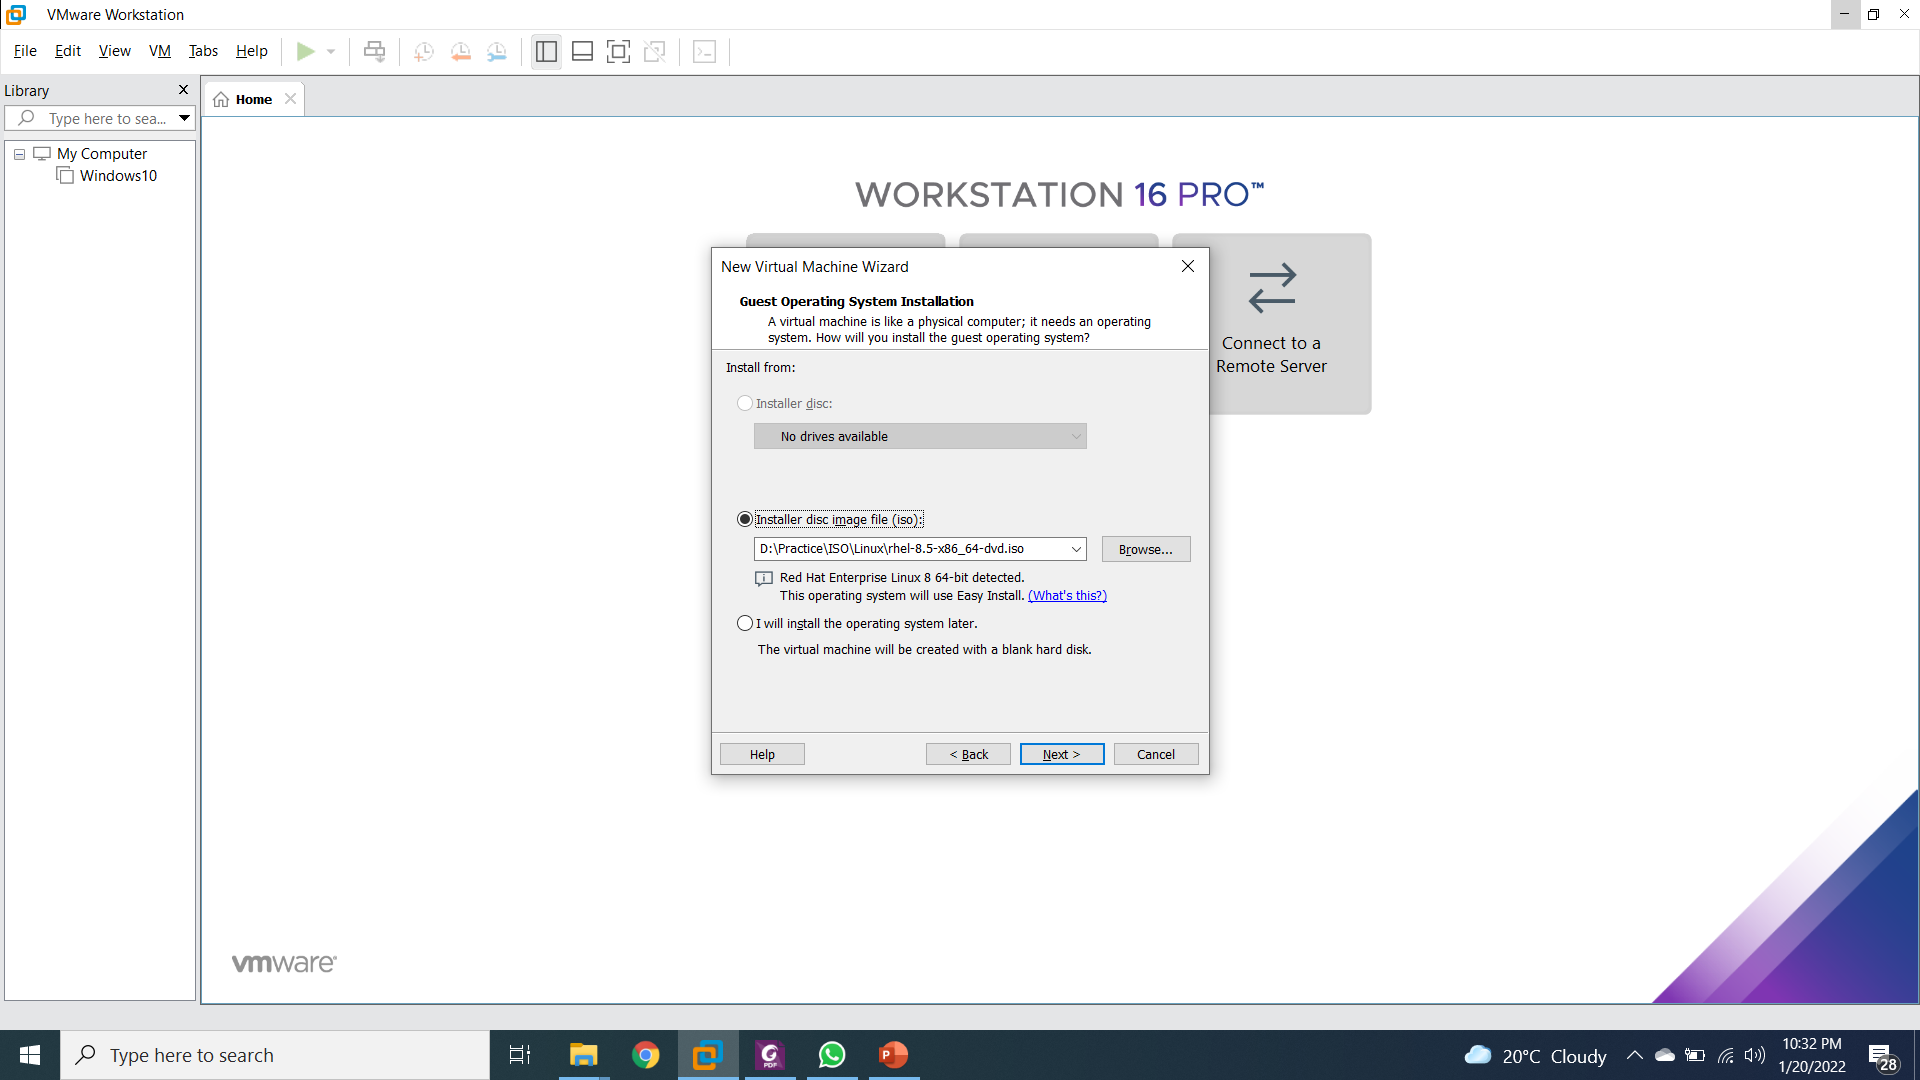 VMware Workstation
File Edit View VM Tabs Help
Library
Type here to sea...
My Computer
Windows10
Home
WORKSTATION 16 PRO™
Connect to a
Remote Server
New Virtual Machine Wizard
Guest Operating System Installation
A virtual machine is like a physical computer; it needs an operating
system. How will you install the guest operating system?
Install from:
Installer disc:
No drives available
Installer disc image file (iso):
D:\Practice\ISO\Linux\rhel-8.5-x86_64-dvd.iso
Browse...
Red Hat Enterprise Linux 8 64-bit detected.
This operating system will use Easy Install. (What's this?)
I will install the operating system later.
The virtual machine will be created with a blank hard disk.
Help < Back Next > Cancel
vmware®
Type here to search
PDF
P
20°C Cloudy
10:32 PM
1/20/2022
28